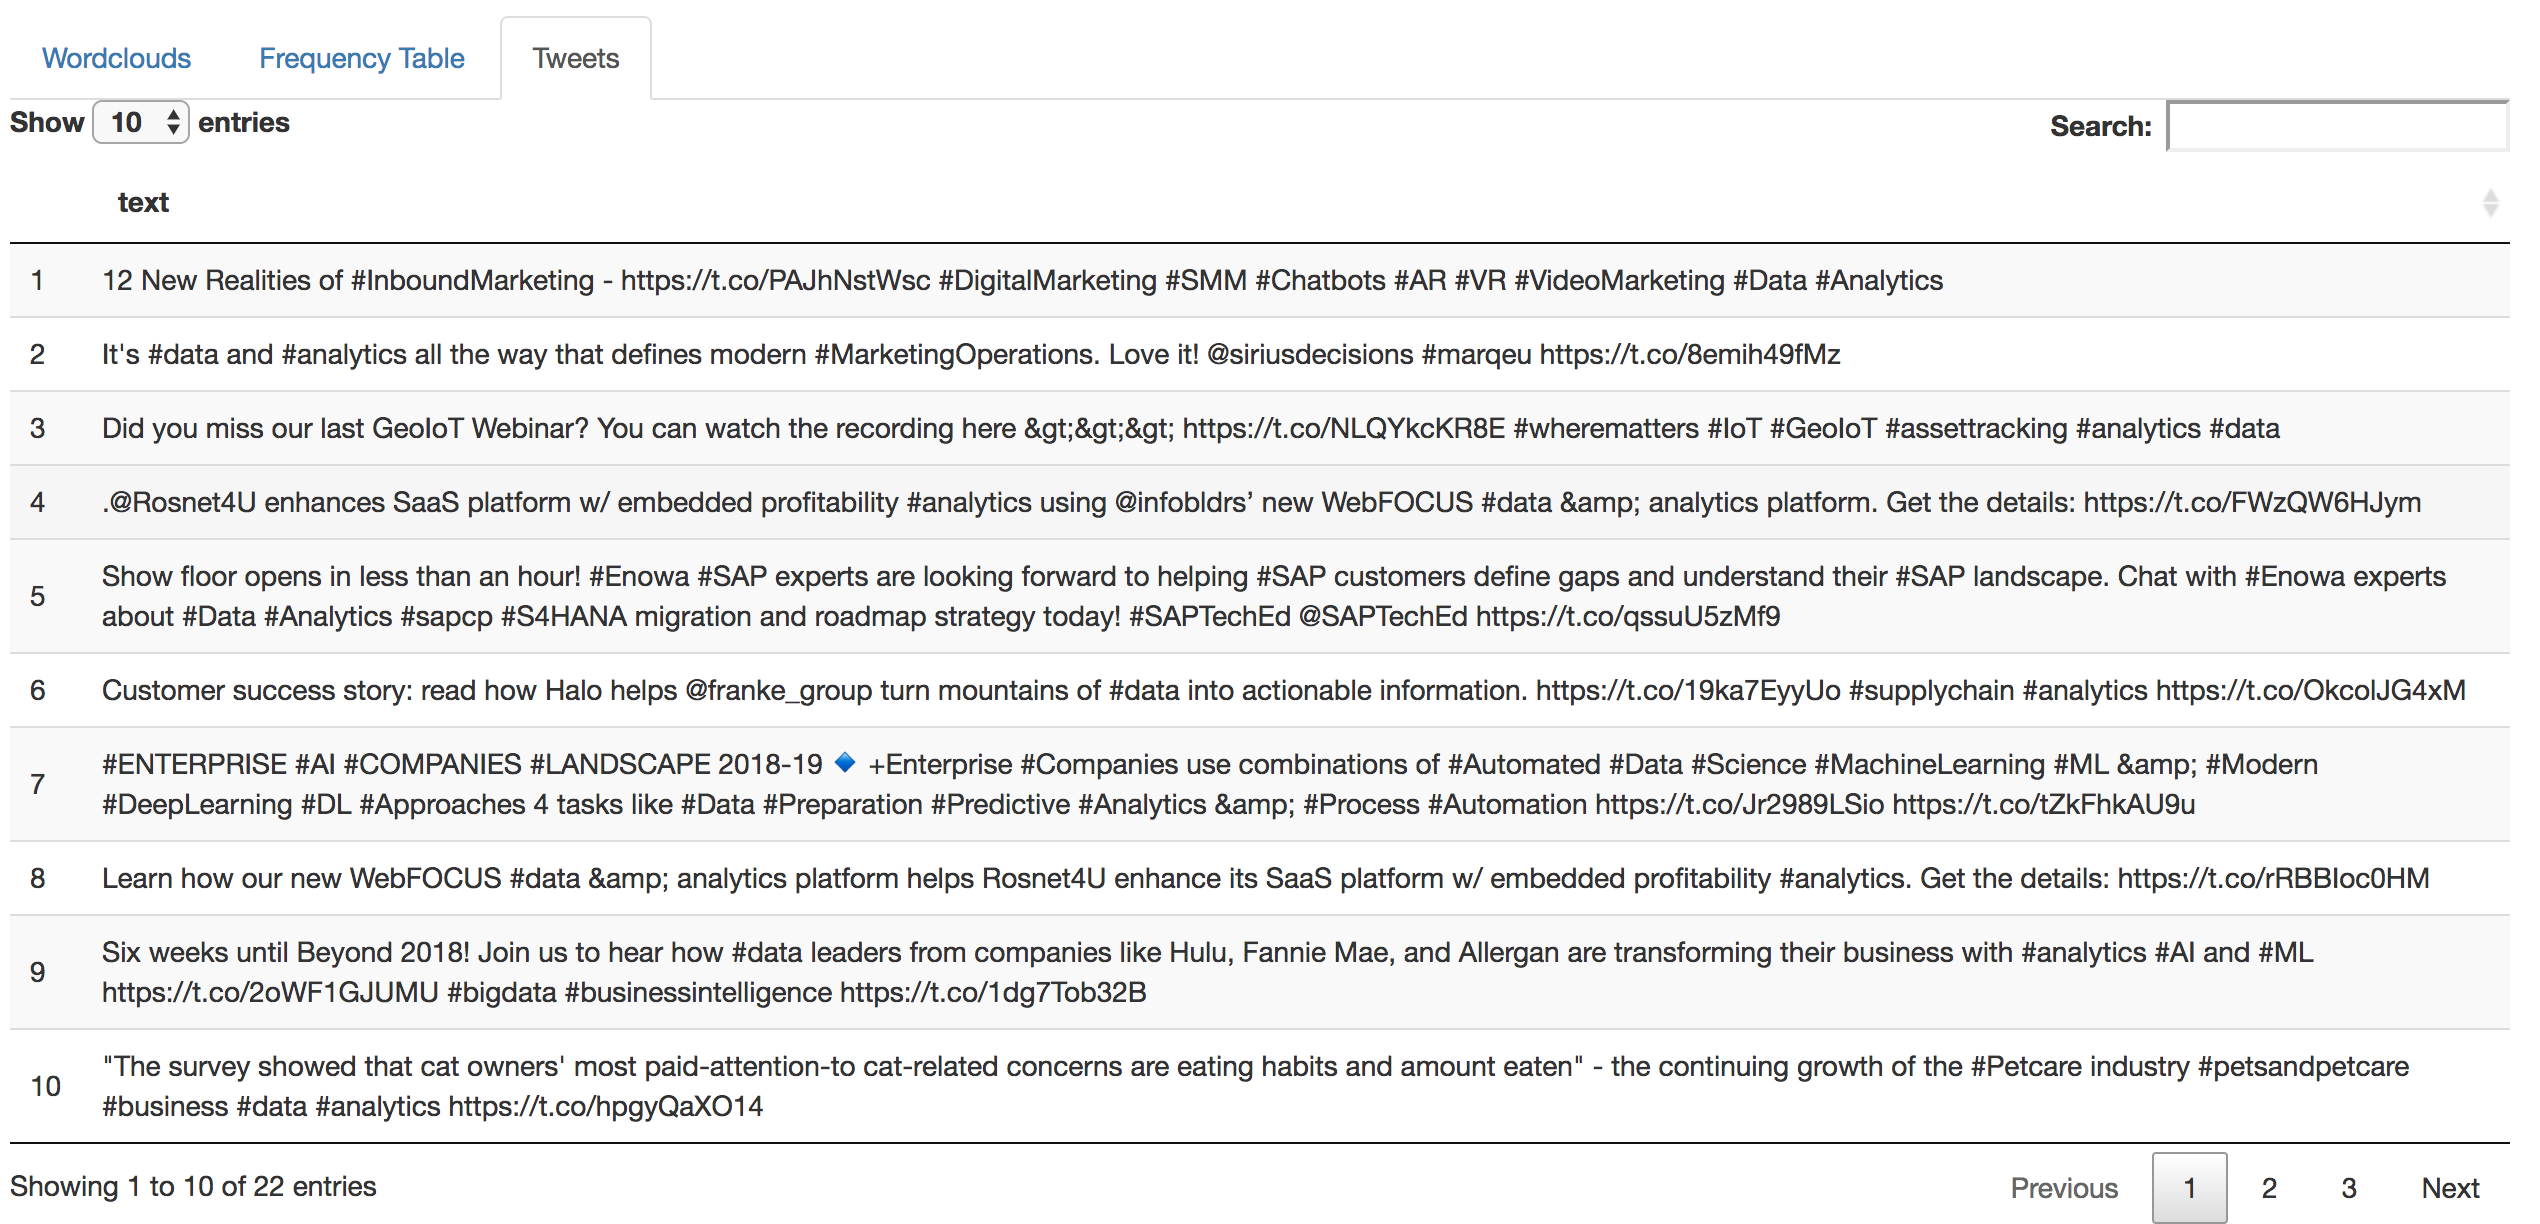 Wordclouds Frequency Table Tweets
Show 10 entries Search:
text
1 12 New Realities of #InboundMarketing - https://t.co/PAJhNstWsc #DigitalMarketing #SMM #Chatbots #AR #VR #VideoMarketing #Data #Analytics
2 It's #data and #analytics all the way that defines modern #MarketingOperations. Love it! @siriusdecisions #marqeu https://t.co/8emih49fMz
3 Did you miss our last GeoIoT Webinar? You can watch the recording here &gt;&gt;&gt; https://t.co/NLQYkcKR8E #wherematters #IoT #GeoIoT #assettracking #analytics #data
4 .@Rosnet4U enhances SaaS platform w/ embedded profitability #analytics using @infobldrs’ new WebFOCUS #data &amp; analytics platform. Get the details: https://t.co/FWzQW6HJym
5 Show floor opens in less than an hour! #Enowa #SAP experts are looking forward to helping #SAP customers define gaps and understand their #SAP landscape. Chat with #Enowa experts
about #Data #Analytics #sapcp #S4HANA migration and roadmap strategy today! #SAPTechEd @SAPTechEd https://t.co/qssuU5zMf9
6 Customer success story: read how Halo helps @franke_group turn mountains of #data into actionable information. https://t.co/19ka7EyyUo #supplychain #analytics https://t.co/OkcolJG4xM
7 #ENTERPRISE #AI #COMPANIES #LANDSCAPE 2018-19 🔹 +Enterprise #Companies use combinations of #Automated #Data #Science #MachineLearning #ML &amp; #Modern
#DeepLearning #DL #Approaches 4 tasks like #Data #Preparation #Predictive #Analytics &amp; #Process #Automation https://t.co/Jr2989LSio https://t.co/tZkFhkAU9u
8 Learn how our new WebFOCUS #data &amp; analytics platform helps Rosnet4U enhance its SaaS platform w/ embedded profitability #analytics. Get the details: https://t.co/rRBBIoc0HM
9 Six weeks until Beyond 2018! Join us to hear how #data leaders from companies like Hulu, Fannie Mae, and Allergan are transforming their business with #analytics #AI and #ML
https://t.co/2oWF1GJUMU #bigdata #businessintelligence https://t.co/1dg7Tob32B
10 "The survey showed that cat owners' most paid-attention-to cat-related concerns are eating habits and amount eaten" - the continuing growth of the #Petcare industry #petsandpetcare
#business #data #analytics https://t.co/hpgyQaXO14
Showing 1 to 10 of 22 entries Previous 1 2 3 Next